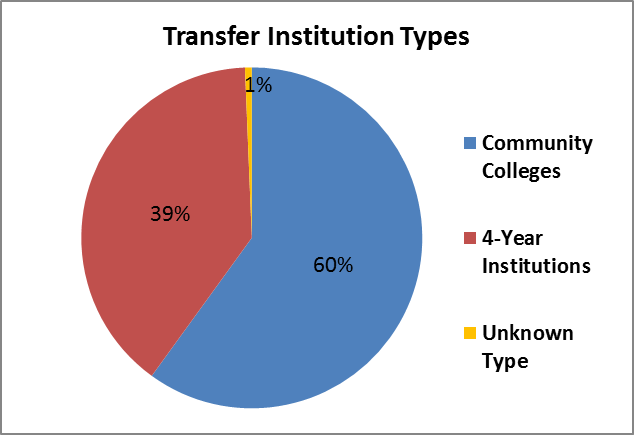 Transfer Institution Types
1%
39%
60%
Community
Colleges
4-Year
Institutions
Unknown
Type